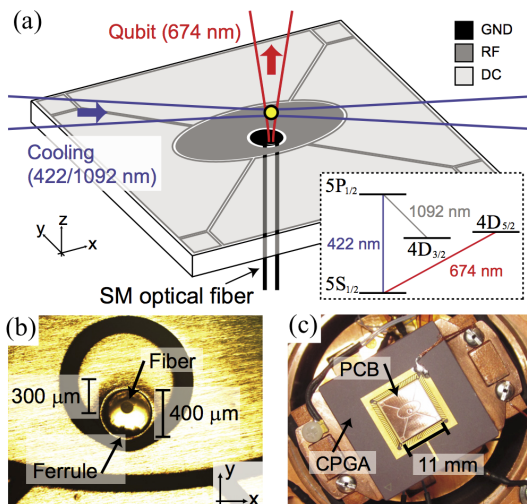 (a)
Qubit (674 nm)
GND
RF
DC
Cooling
(422/1092 nm)
z
y
x
SM optical fiber
5P1/2
1092 nm
4D5/2
422 nm
4D3/2
674 nm
5S1/2
(b)
Fiber
300 μm
400 μm
Ferrule
y
x
(c)
PCB
CPGA
11 mm